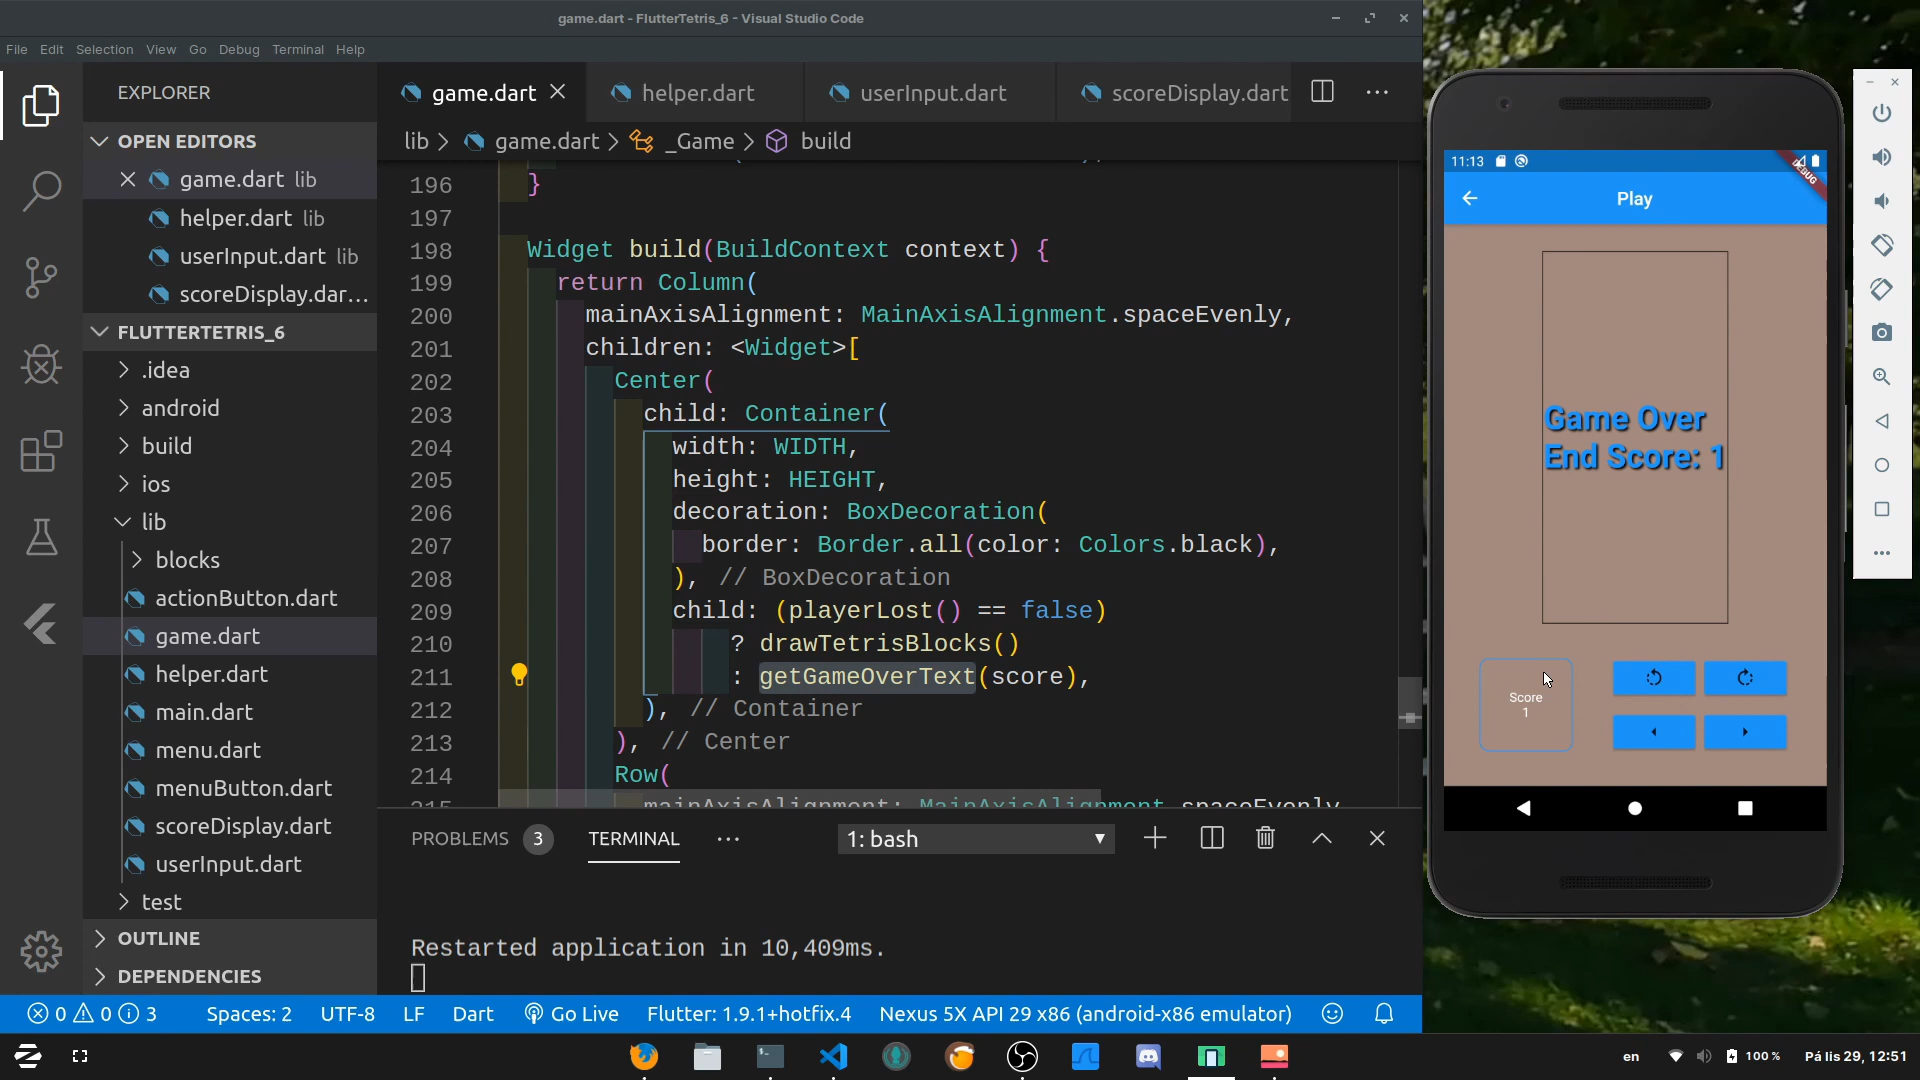 game.dart - FlutterTetris_6 - Visual Studio Code
File Edit Selection View Go Debug Terminal Help
EXPLORER
OPEN EDITORS
game.dart lib
helper.dart lib
userInput.dart lib
scoreDisplay.dar...
FLUTTERTETRIS_6
.idea
android
build
ios
lib
blocks
actionButton.dart
game.dart
helper.dart
main.dart
menu.dart
menuButton.dart
scoreDisplay.dart
userInput.dart
test
OUTLINE
DEPENDENCIES
game.dart helper.dart userInput.dart scoreDisplay.dart
lib > game.dart > _Game > build
196 }
197
198 Widget build(BuildContext context) {
199 return Column(
200 mainAxisAlignment: MainAxisAlignment.spaceEvenly,
201 children: <Widget>[
202 Center(
203 child: Container(
204 width: WIDTH,
205 height: HEIGHT,
206 decoration: BoxDecoration(
207 border: Border.all(color: Colors.black),
208 ), // BoxDecoration
209 child: (playerLost() == false)
210 ? drawTetrisBlocks()
211 : getGameOverText(score),
212 ), // Container
213 ), // Center
214 Row(
215 mainAxisAlignment: MainAxisAlignment.spaceEvenly
PROBLEMS 3 TERMINAL ... 1: bash
Restarted application in 10,409ms.
0 0 3 Spaces: 2 UTF-8 LF Dart Go Live Flutter: 1.9.1+hotfix.4 Nexus 5X API 29 x86 (android-x86 emulator)
11:13
DEBUG
Play
Game Over
End Score: 1
Score
1
en 100 % Pá lis 29, 12:51